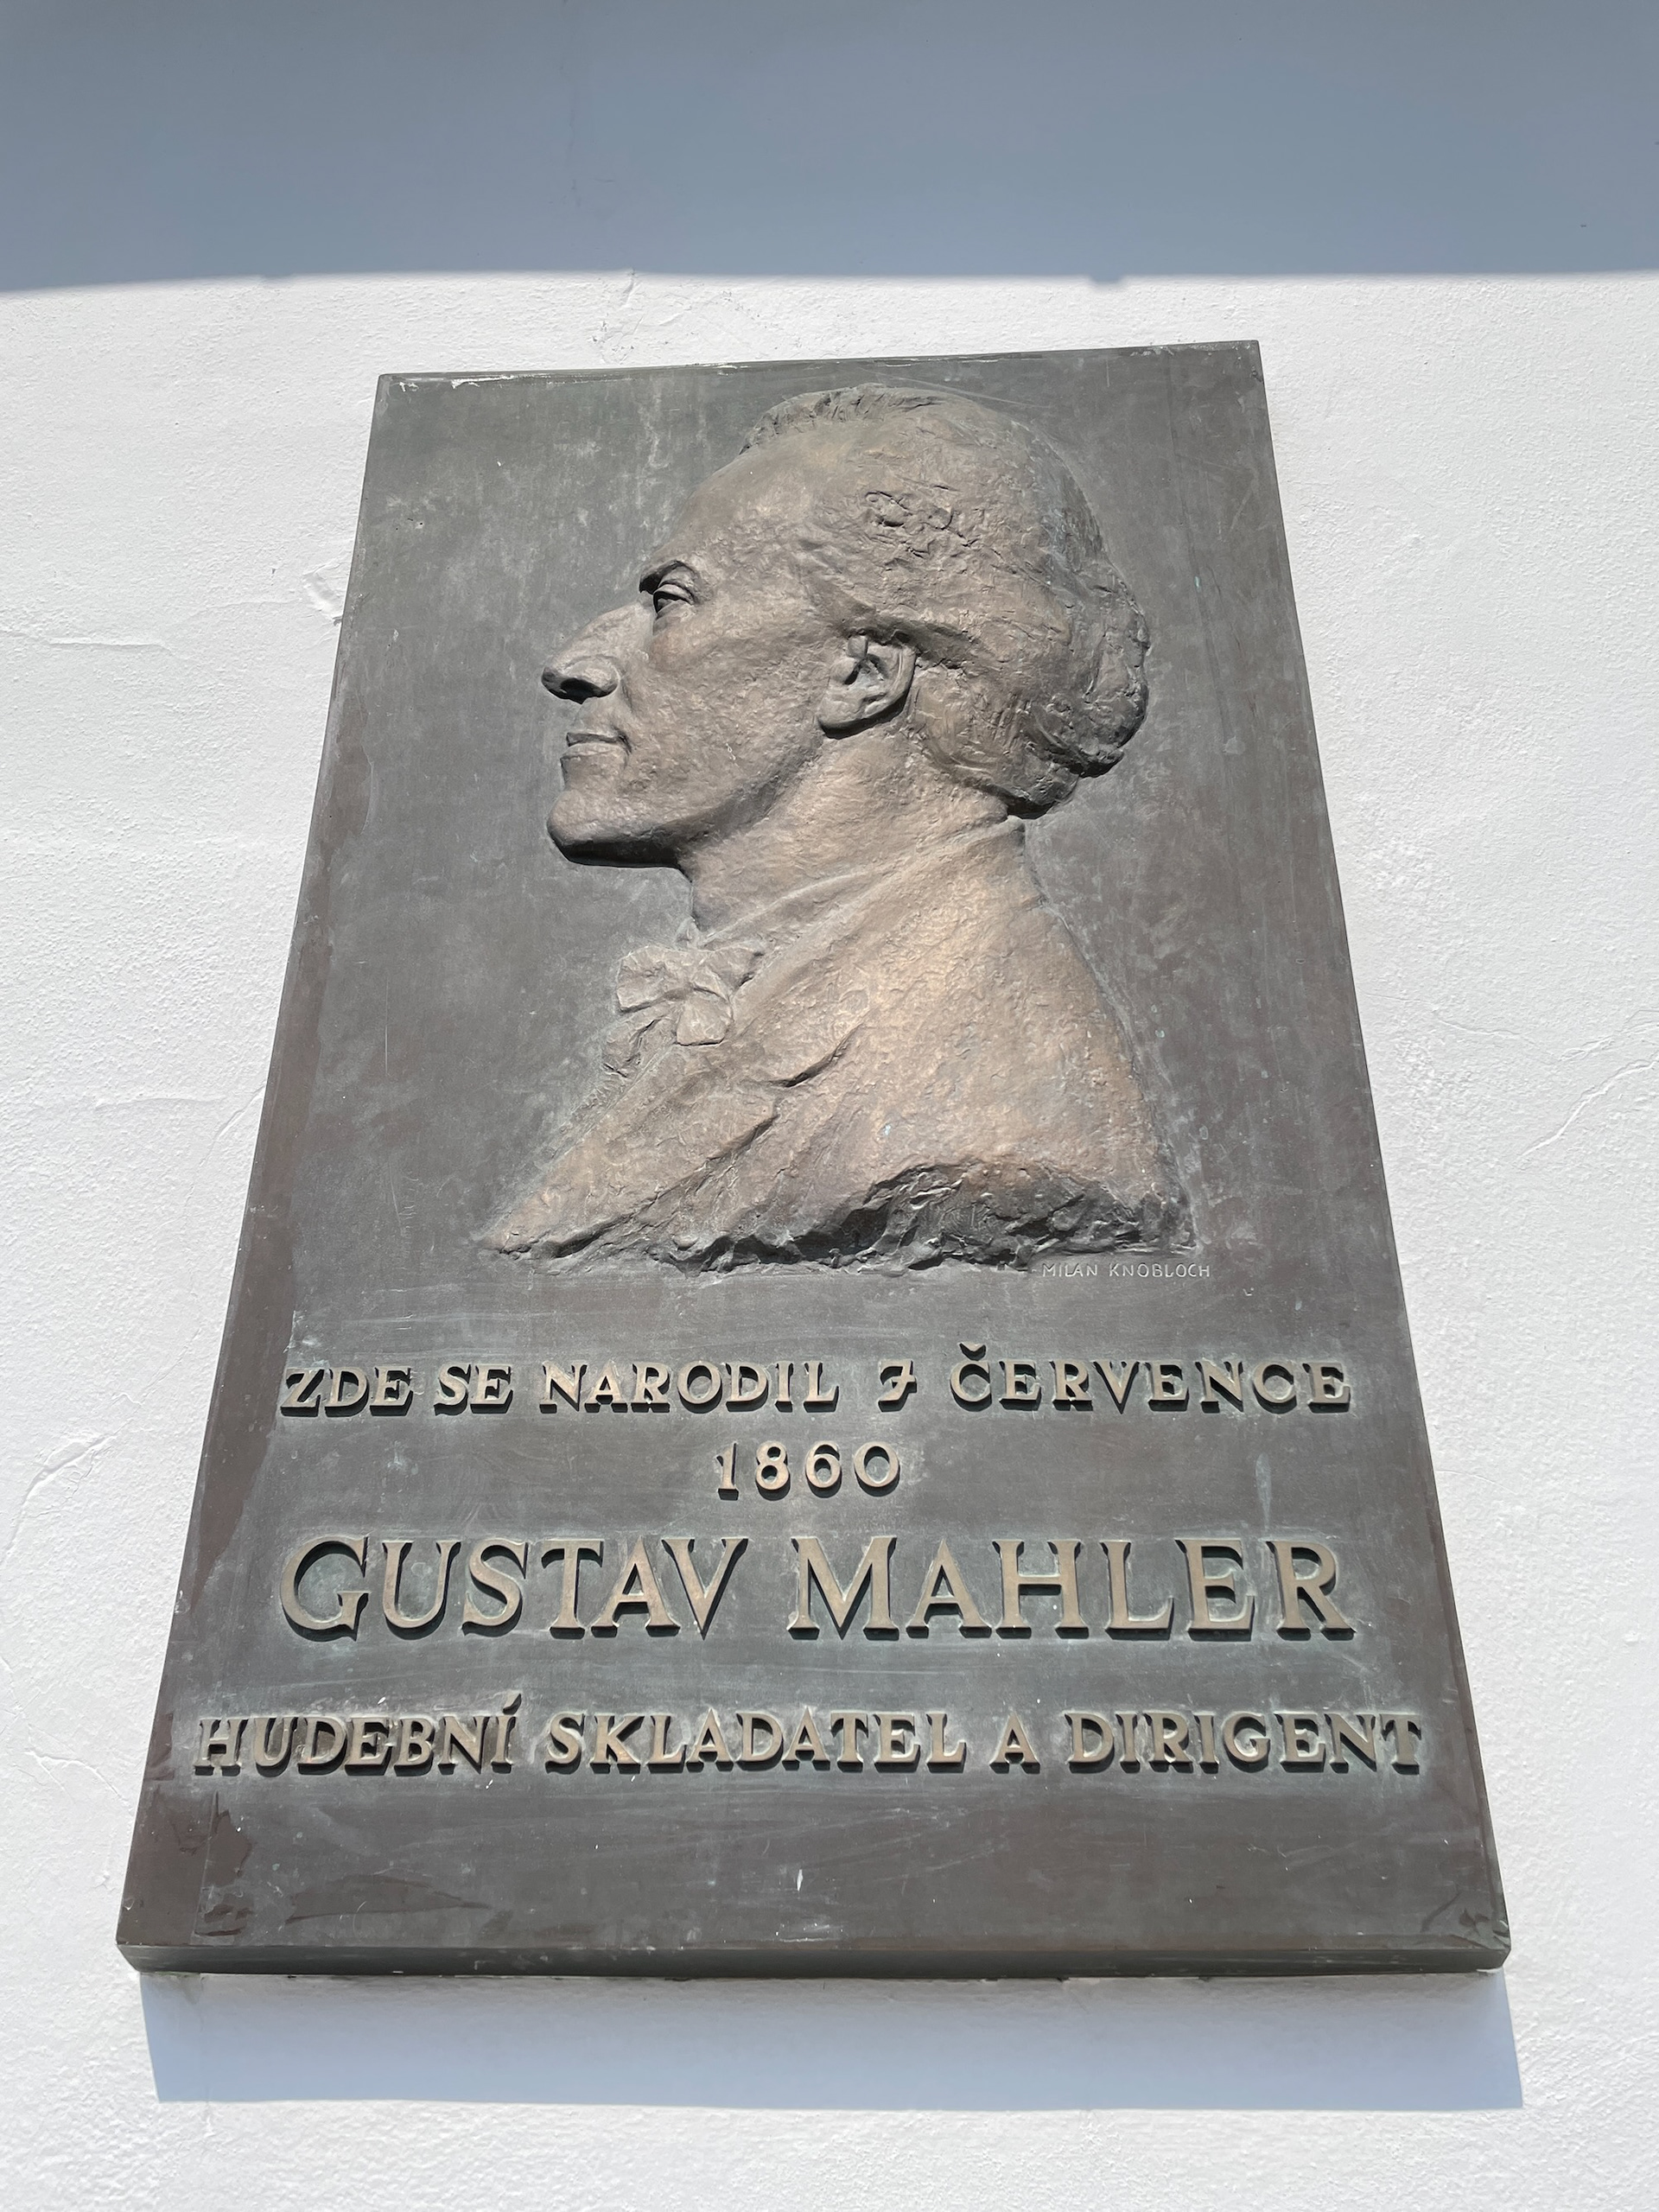 MILAN KNOBLOCH
ZDE SE NARODIL 7 ČERVENCE
1860
GUSTAV MAHLER
HUDEBNÍ SKLADATEL A DIRIGENT